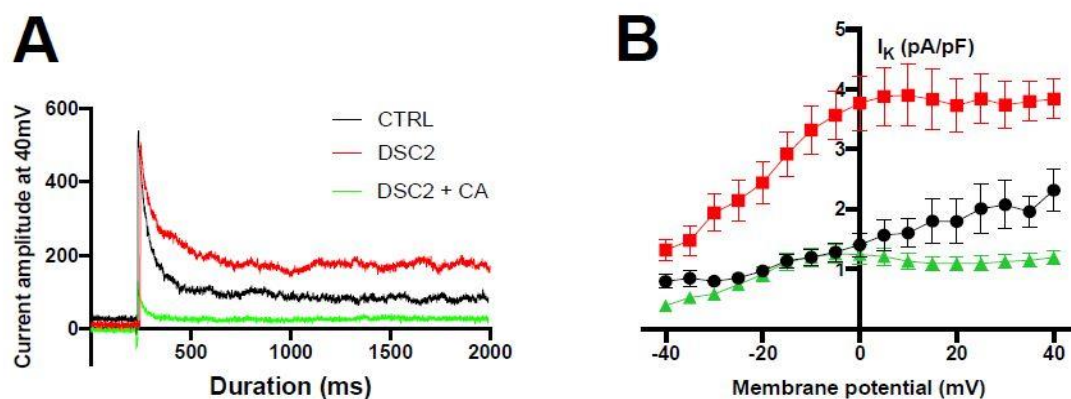 A
Current amplitude at 40mV
600
400
200
0
500
1000
1500
2000
Duration (ms)
CTRL
DSC2
DSC2 + CA
B
I_K (pA/pF)
5
4
3
2
1
-40
-20
0
20
40
Membrane potential (mV)